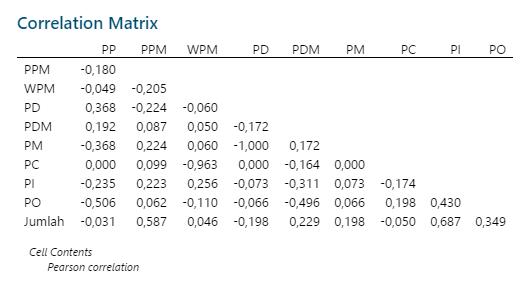 Correlation Matrix
PP PPM WPM PD PDM PM PC PI PO
PPM -0,180
WPM -0,049 -0,205
PD 0,368 -0,224 -0,060
PDM 0,192 0,087 0,050 -0,172
PM -0,368 0,224 0,060 -1,000 0,172
PC 0,000 0,099 -0,963 0,000 -0,164 0,000
PI -0,235 0,223 0,256 -0,073 -0,311 0,073 -0,174
PO -0,506 0,062 -0,110 -0,066 -0,496 0,066 0,198 0,430
Jumlah -0,031 0,587 0,046 -0,198 0,229 0,198 -0,050 0,687 0,349
Cell Contents
Pearson correlation